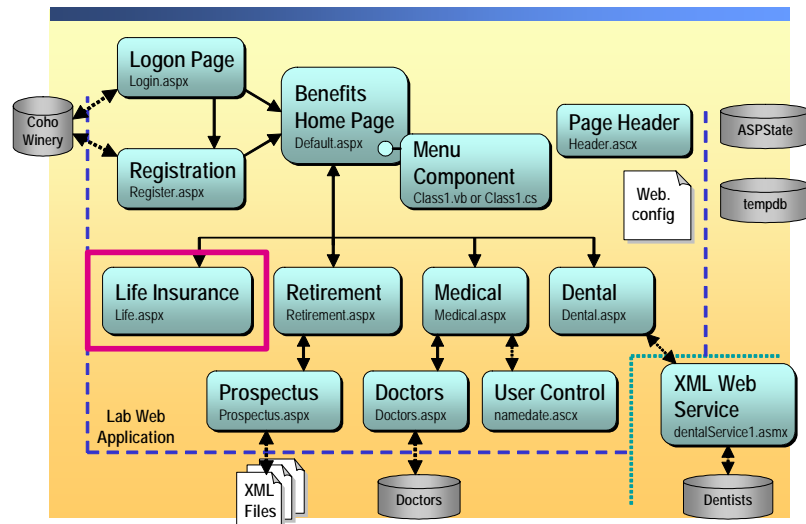 Logon Page
Login.aspx
Coho
Winery
Benefits
Home Page
Default.aspx
Page Header
Header.ascx
ASPState
Registration
Register.aspx
Menu
Component
Class1.vb or Class1.cs
Web.
config
tempdb
Life Insurance
Life.aspx
Retirement
Retirement.aspx
Medical
Medical.aspx
Dental
Dental.aspx
Prospectus
Prospectus.aspx
Doctors
Doctors.aspx
User Control
namedate.ascx
XML Web
Service
dentalService1.asmx
Lab Web
Application
XML
Files
Doctors
Dentists